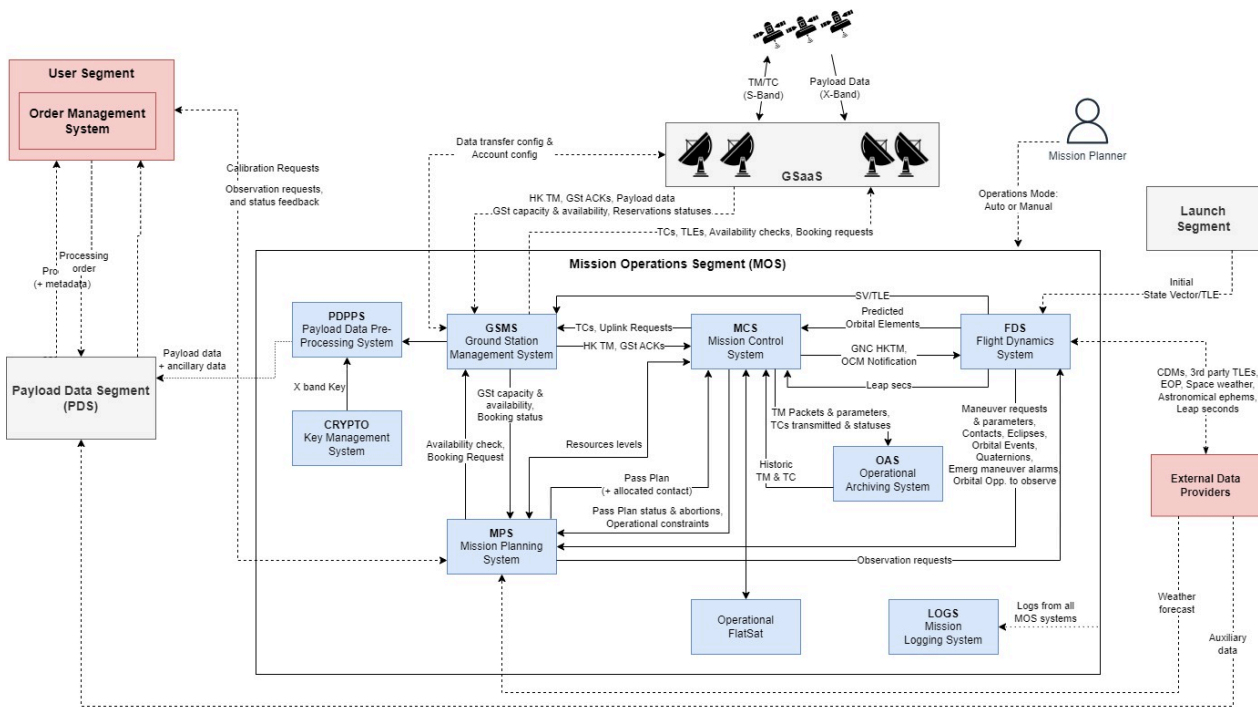 TM/TC
(S-Band)
Payload Data
(X-Band)
User Segment
Order Management
System
Data transfer config &
Account config
GSaaS
Mission Planner
Calibration Requests
Observation requests,
and status feedback
HK TM, GSt ACKs, Payload data
GSt capacity & availability, Reservations statuses
Operations Mode:
Auto or Manual
Launch
Segment
TCs, TLEs, Availability checks, Booking requests
Processing
order
Pro
(+ metadata)
Mission Operations Segment (MOS)
Initial
State Vector/TLE
SV/TLE
PDPPS
Payload Data Pre-
Processing System
GSMS
Ground Station
Management System
TCs, Uplink Requests
HK TM, GSt ACKs
MCS
Mission Control
System
Predicted
Orbital Elements
GNC HKTM,
OCM Notification
Leap secs
FDS
Flight Dynamics
System
Payload data
+ ancillary data
Payload Data Segment
(PDS)
X band Key
CRYPTO
Key Management
System
GSt capacity
& availability,
Booking status
Availability check,
Booking Request
Resources levels
TM Packets & parameters,
TCs transmitted & statuses
Maneuver requests
& parameters,
Contacts, Eclipses,
Orbital Events,
Quaternions,
Emerg maneuver alarms,
Orbital Opp. to observe
CDMs, 3rd party TLEs,
EOP, Space weather,
Astronomical ephems,
Leap seconds
Historic
TM & TC
OAS
Operational
Archiving System
Pass Plan
(+ allocated contact)
Pass Plan status & abortions,
Operational constraints
External Data
Providers
MPS
Mission Planning
System
Observation requests
Operational
FlatSat
LOGS
Mission
Logging System
Logs from all
MOS systems
Weather
forecast
Auxiliary
data